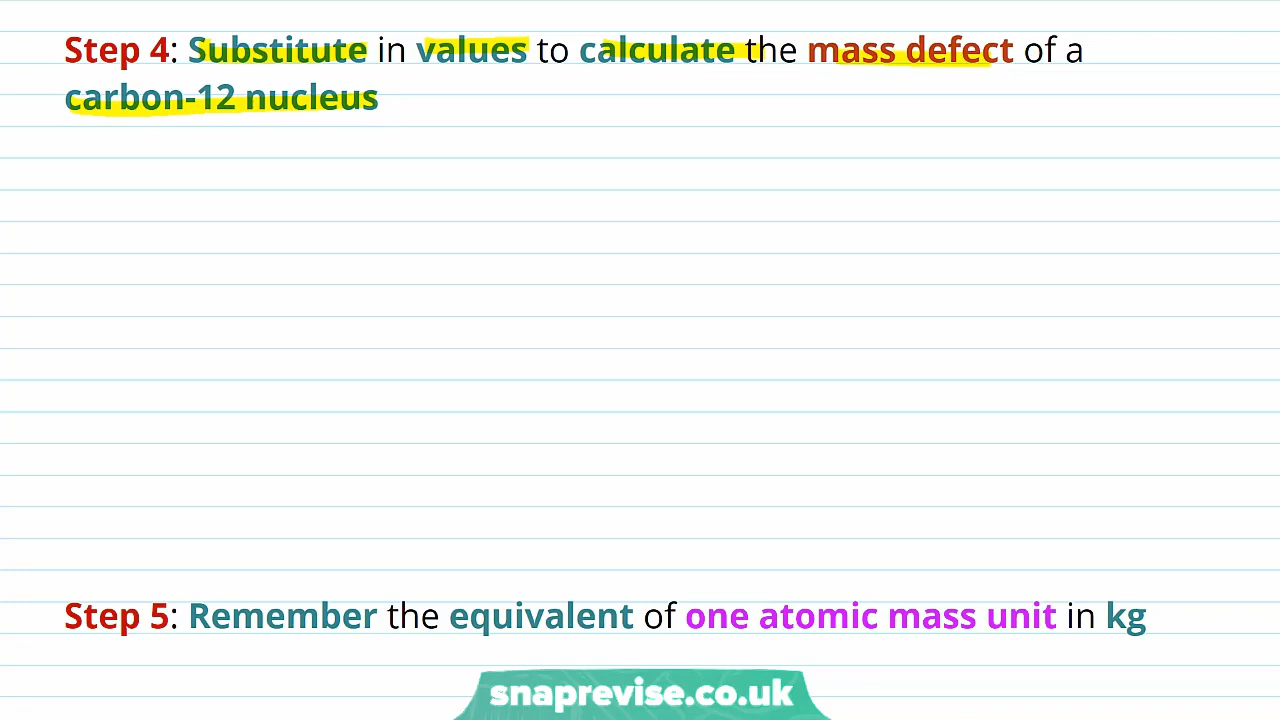 Step 4: Substitute in values to calculate the mass defect of a
carbon-12 nucleus
Step 5: Remember the equivalent of one atomic mass unit in kg
snaprevise.co.uk